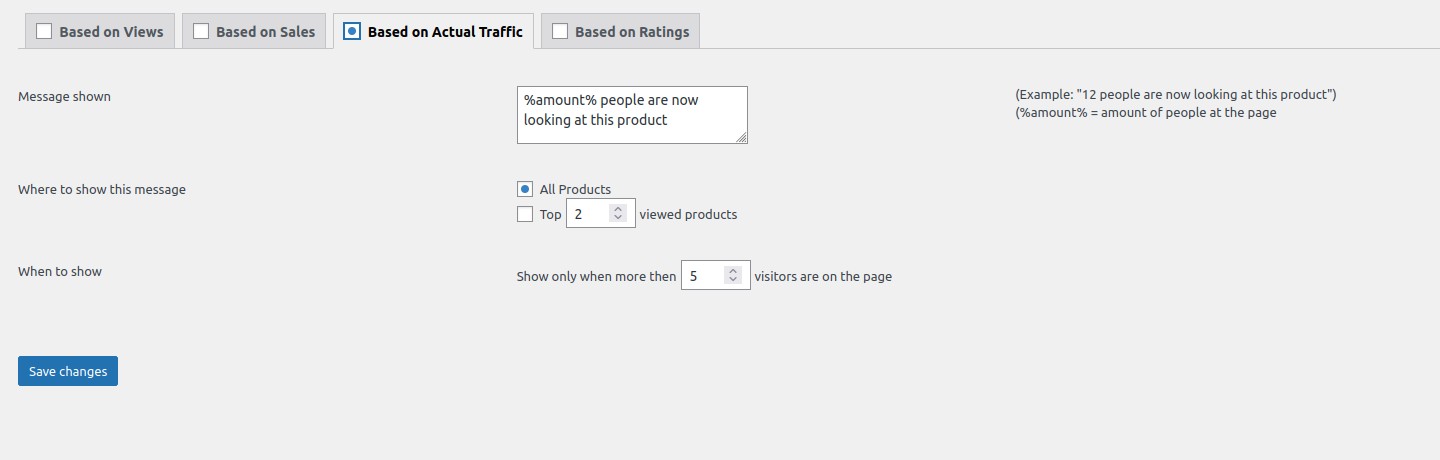 Based on Views Based on Sales Based on Actual Traffic Based on Ratings
Message shown
%amount% people are now
looking at this product
(Example: "12 people are now looking at this product")
(%amount% = amount of people at the page
Where to show this message
All Products
Top 2 viewed products
When to show
Show only when more then 5 visitors are on the page
Save changes